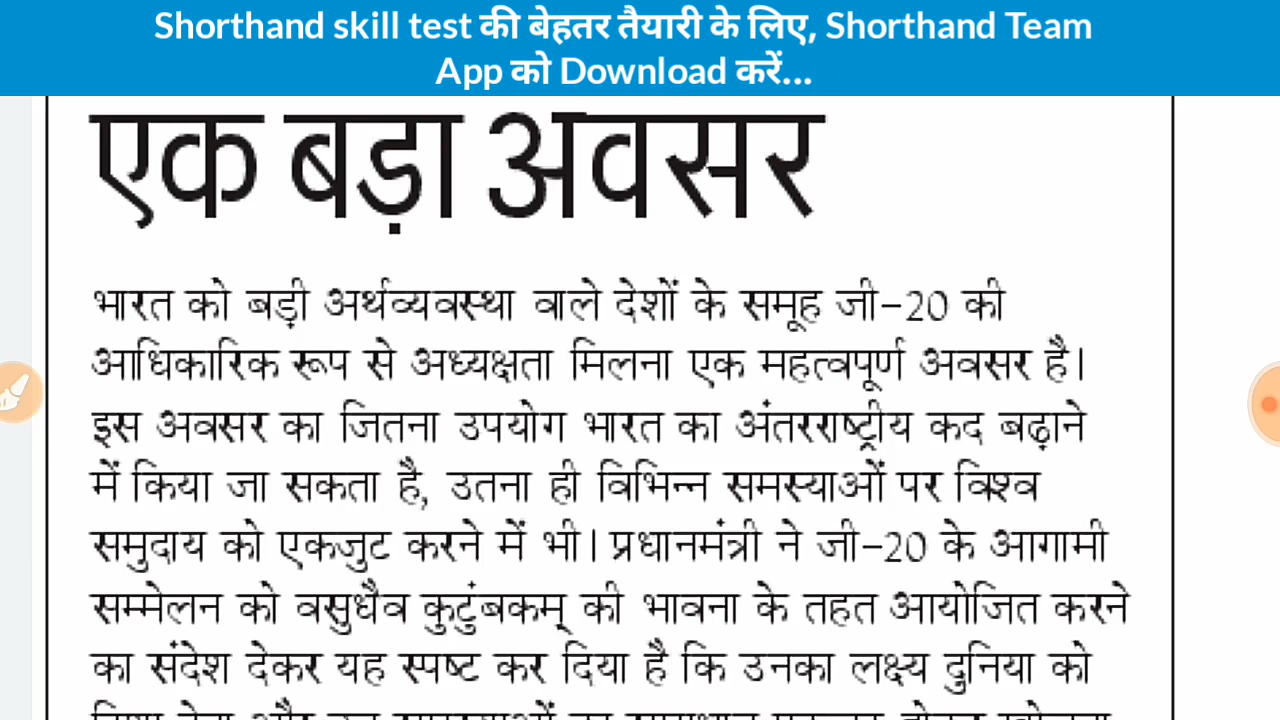 Shorthand skill test की बेहतर तैयारी के लिए, Shorthand Team
App को Download करें...
एक बड़ा अवसर
भारत को बड़ी अर्थव्यवस्था वाले देशों के समूह जी-20 की
आधिकारिक रूप से अध्यक्षता मिलना एक महत्वपूर्ण अवसर है।
इस अवसर का जितना उपयोग भारत का अंतरराष्ट्रीय कद बढ़ाने
में किया जा सकता है, उतना ही विभिन्न समस्याओं पर विश्व
समुदाय को एकजुट करने में भी। प्रधानमंत्री ने जी-20 के आगामी
सम्मेलन को वसुधैव कुटुंबकम् की भावना के तहत आयोजित करने
का संदेश देकर यह स्पष्ट कर दिया है कि उनका लक्ष्य दुनिया को